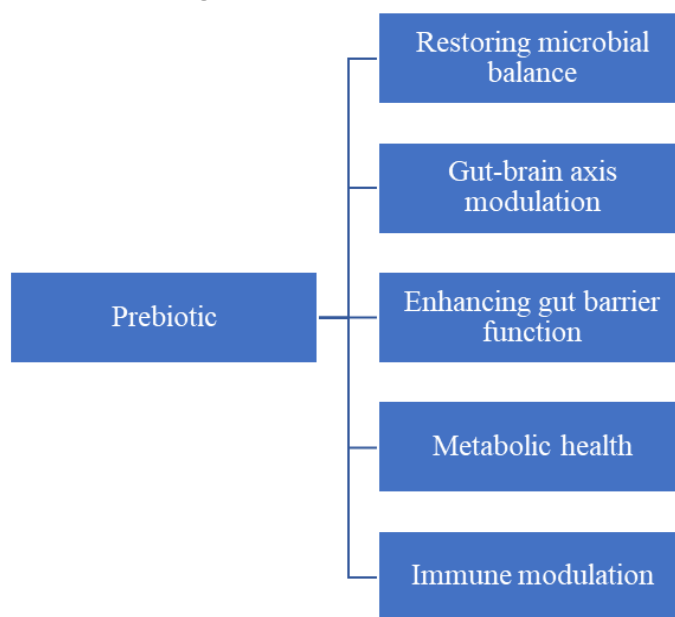 Restoring microbial
balance
Gut-brain axis
modulation
Prebiotic
Enhancing gut barrier
function
Metabolic health
Immune modulation